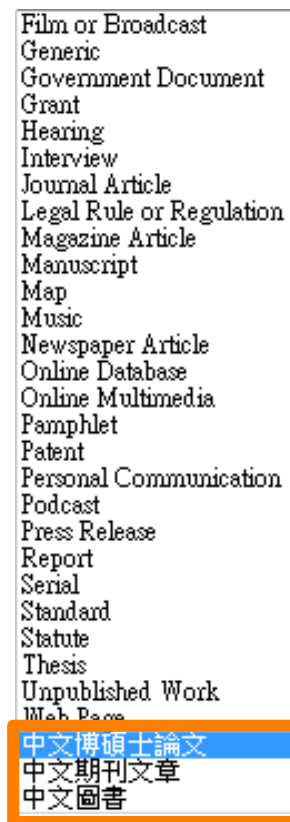 Film or Broadcast
Generic
Government Document
Grant
Hearing
Interview
Journal Article
Legal Rule or Regulation
Magazine Article
Manuscript
Map
Music
Newspaper Article
Online Database
Online Multimedia
Pamphlet
Patent
Personal Communication
Podcast
Press Release
Report
Serial
Standard
Statute
Thesis
Unpublished Work
Web Page
中文博碩士論文
中文期刊文章
中文圖書